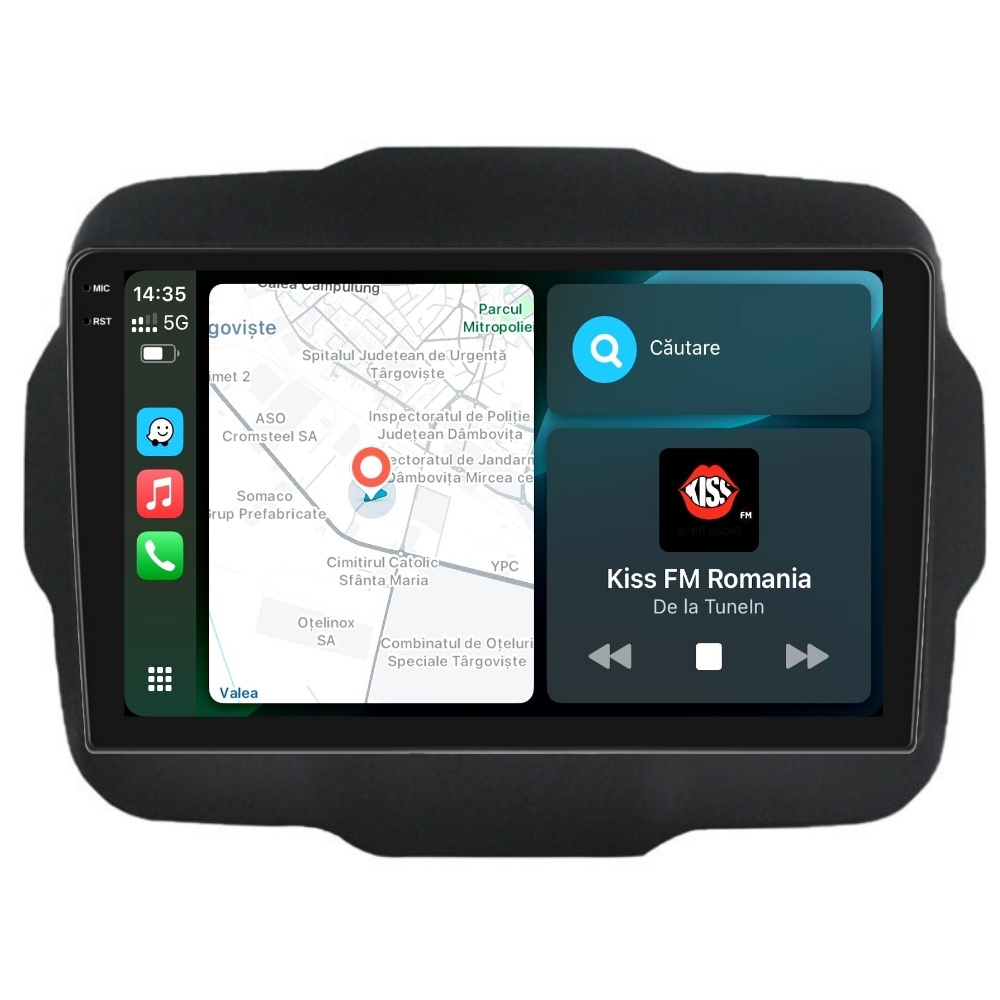 MIC
RST
14:35
5G
Calea Câmpulung
goviște
Parcul
Mitropoliei
Spitalul Județean de Urgență
Târgoviște
imet 2
ASO
Cromsteel SA
Inspectoratul de Poliție
Județean Dâmbovița
ectoratul de Jandarm
Dâmbovița Mircea ce
Somaco
Grup Prefabricate
Cimitirul Catolic
Sfânta Maria
YPC
Oțelinox
SA
Combinatul de Oțeluri
Speciale Târgoviște
Valea
Căutare
KISS
FM
Kiss FM Romania
De la TuneIn